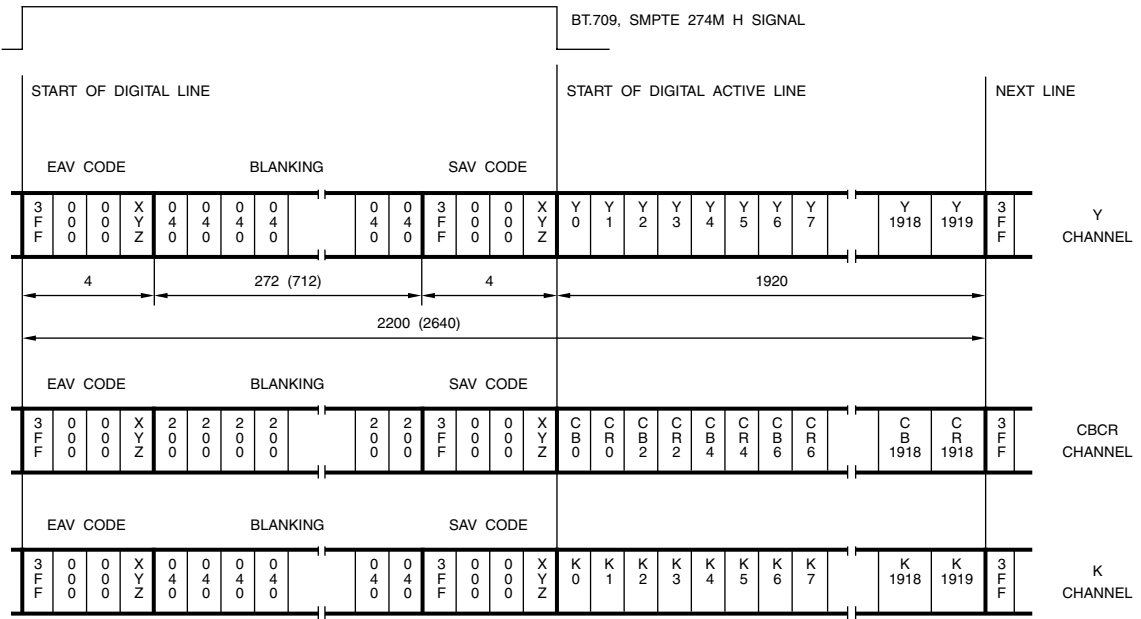 BT.709, SMPTE 274M H SIGNAL
START OF DIGITAL LINE START OF DIGITAL ACTIVE LINE NEXT LINE
EAV CODE BLANKING SAV CODE
3FF 000 000 XYZ 040 040 040 040 040 040 3FF 000 000 XYZ Y0 Y1 Y2 Y3 Y4 Y5 Y6 Y7 Y1918 Y1919 3FF Y CHANNEL
4 272 (712) 4 1920
2200 (2640)
EAV CODE BLANKING SAV CODE
3FF 000 000 XYZ 200 200 200 200 200 200 3FF 000 000 XYZ CB0 CR0 CB2 CR2 CB4 CR4 CB6 CR6 CB1918 CR1918 3FF CBCR CHANNEL
EAV CODE BLANKING SAV CODE
3FF 000 000 XYZ 040 040 040 040 040 040 3FF 000 000 XYZ K0 K1 K2 K3 K4 K5 K6 K7 K1918 K1919 3FF K CHANNEL